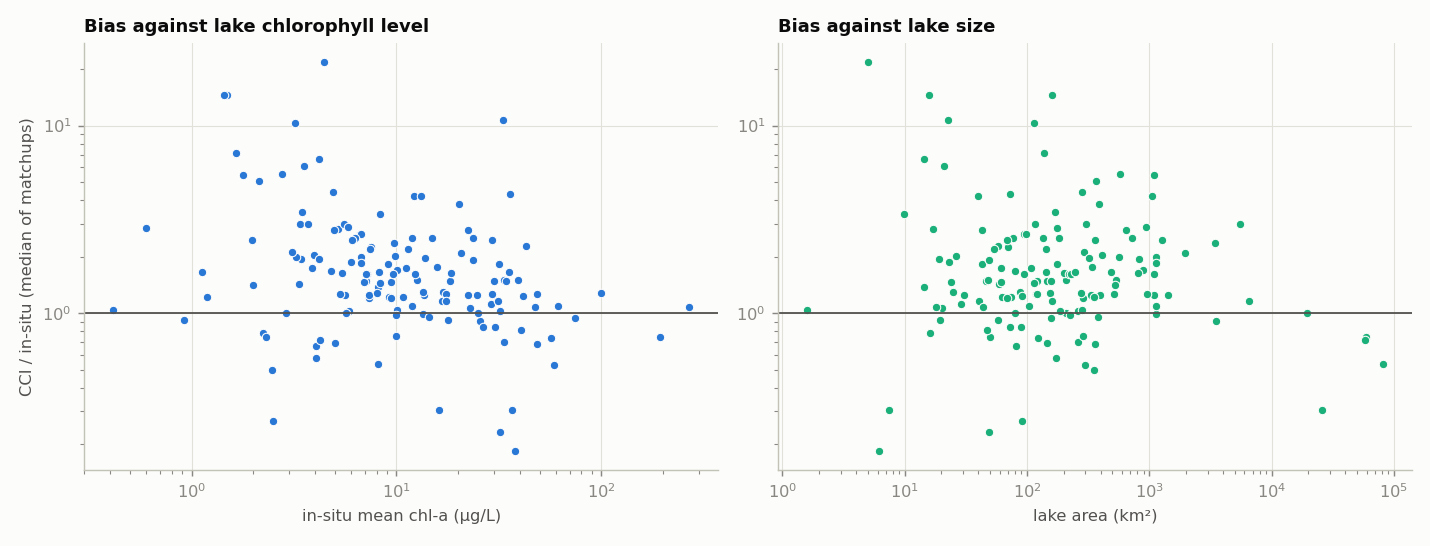 Bias against lake chlorophyll level
Bias against lake size
CCI / in-situ (median of matchups)
10¹
10⁰
10⁰
10¹
10²
in-situ mean chl-a (µg/L)
10¹
10⁰
10⁰
10¹
10²
10³
10⁴
10⁵
lake area (km²)